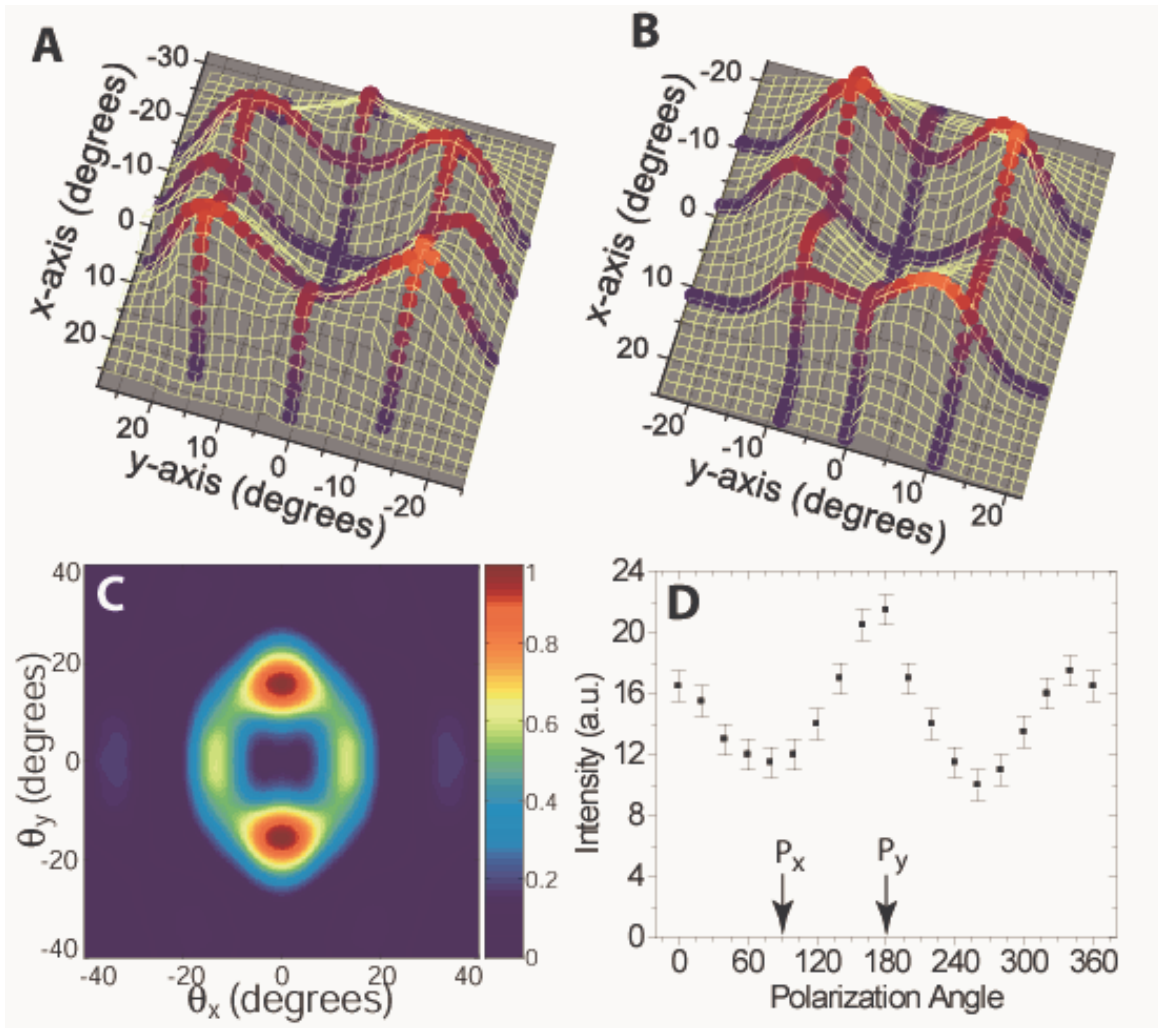 A
-30
-20
-10
0
10
20
x-axis (degrees)
20
10
0
-10
-20
y-axis (degrees)
B
-20
-10
0
10
20
x-axis (degrees)
-20
-10
0
10
20
y-axis (degrees)
C
40
20
0
-20
-40
θy (degrees)
-40
-20
0
20
40
θx (degrees)
1
0.8
0.6
0.4
0.2
0
D
24
20
16
12
8
4
0
Intensity (a.u.)
Px
Py
0 60 120 180 240 300 360
Polarization Angle